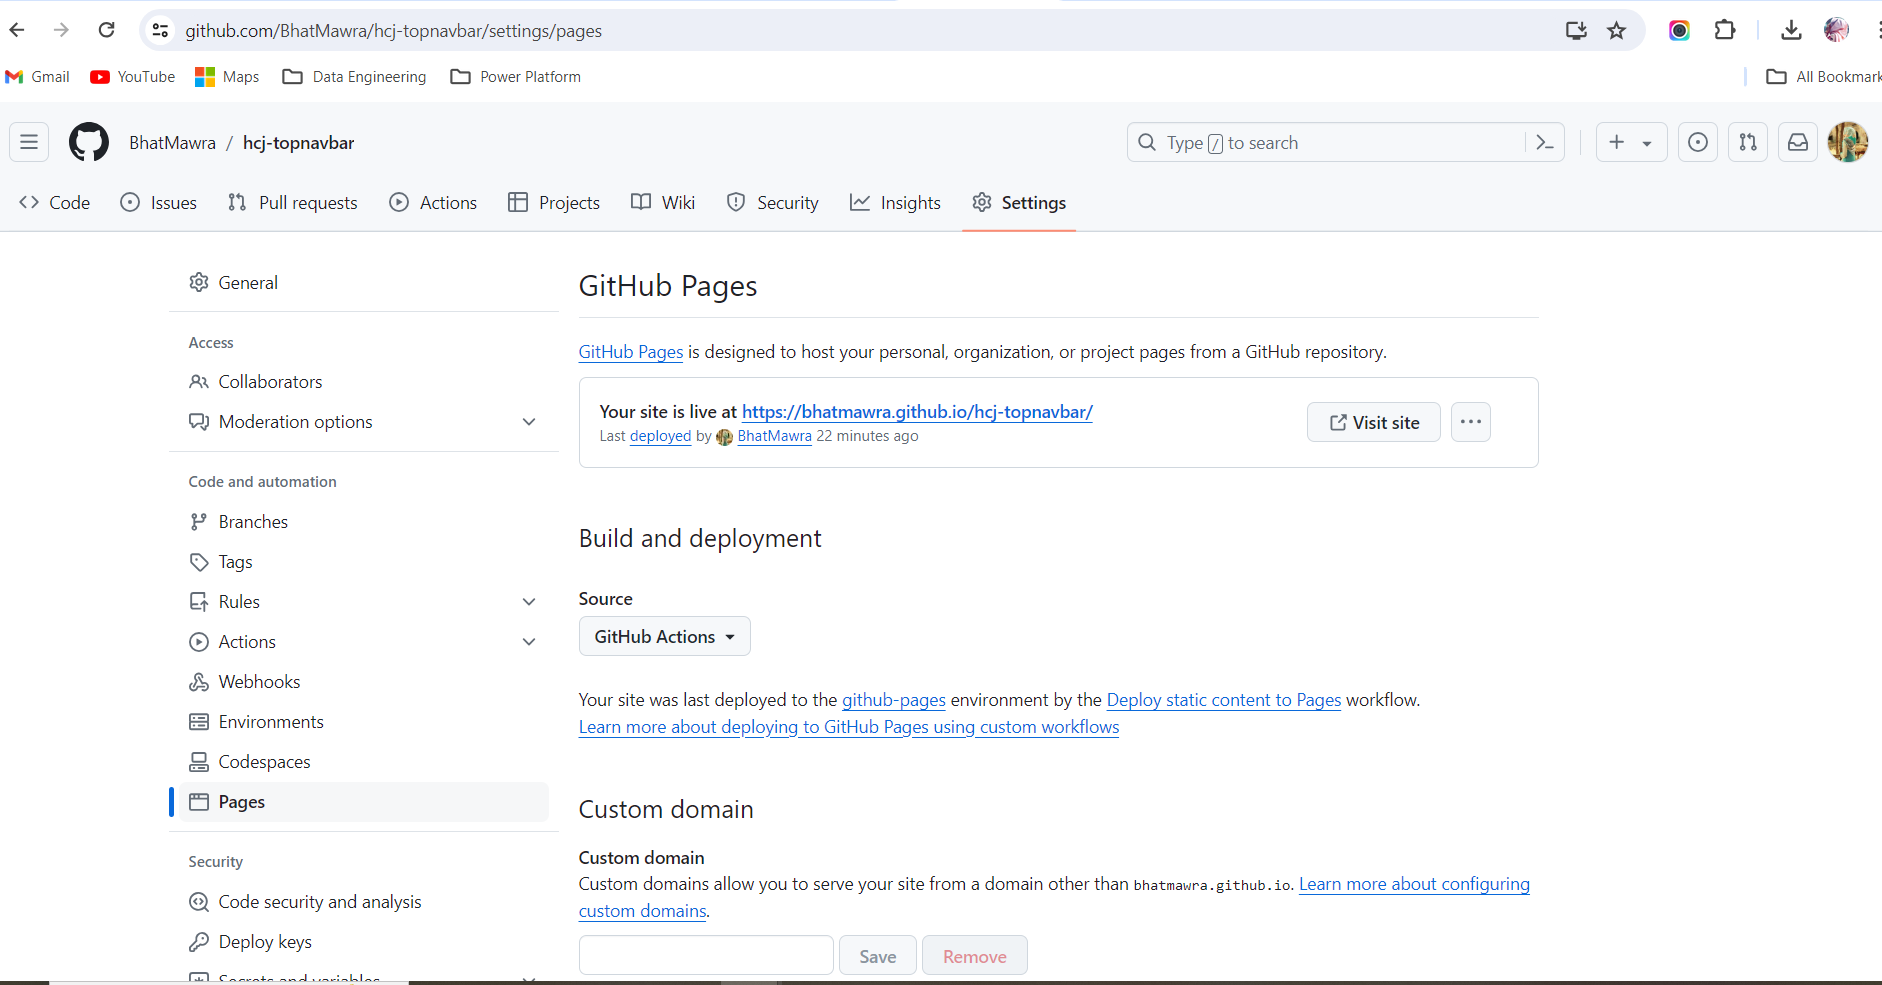 github.com/BhatMawra/hcj-topnavbar/settings/pages
Gmail YouTube Maps Data Engineering Power Platform All Bookmark
BhatMawra / hcj-topnavbar Type / to search
Code Issues Pull requests Actions Projects Wiki Security Insights Settings
General
Access
Collaborators
Moderation options
Code and automation
Branches
Tags
Rules
Actions
Webhooks
Environments
Codespaces
Pages
Security
Code security and analysis
Deploy keys
Secrets and variables
GitHub Pages
GitHub Pages is designed to host your personal, organization, or project pages from a GitHub repository.
Your site is live at https://bhatmawra.github.io/hcj-topnavbar/
Last deployed by BhatMawra 22 minutes ago
Visit site
Build and deployment
Source
GitHub Actions
Your site was last deployed to the github-pages environment by the Deploy static content to Pages workflow.
Learn more about deploying to GitHub Pages using custom workflows
Custom domain
Custom domain
Custom domains allow you to serve your site from a domain other than bhatmawra.github.io. Learn more about configuring
custom domains.
Save Remove